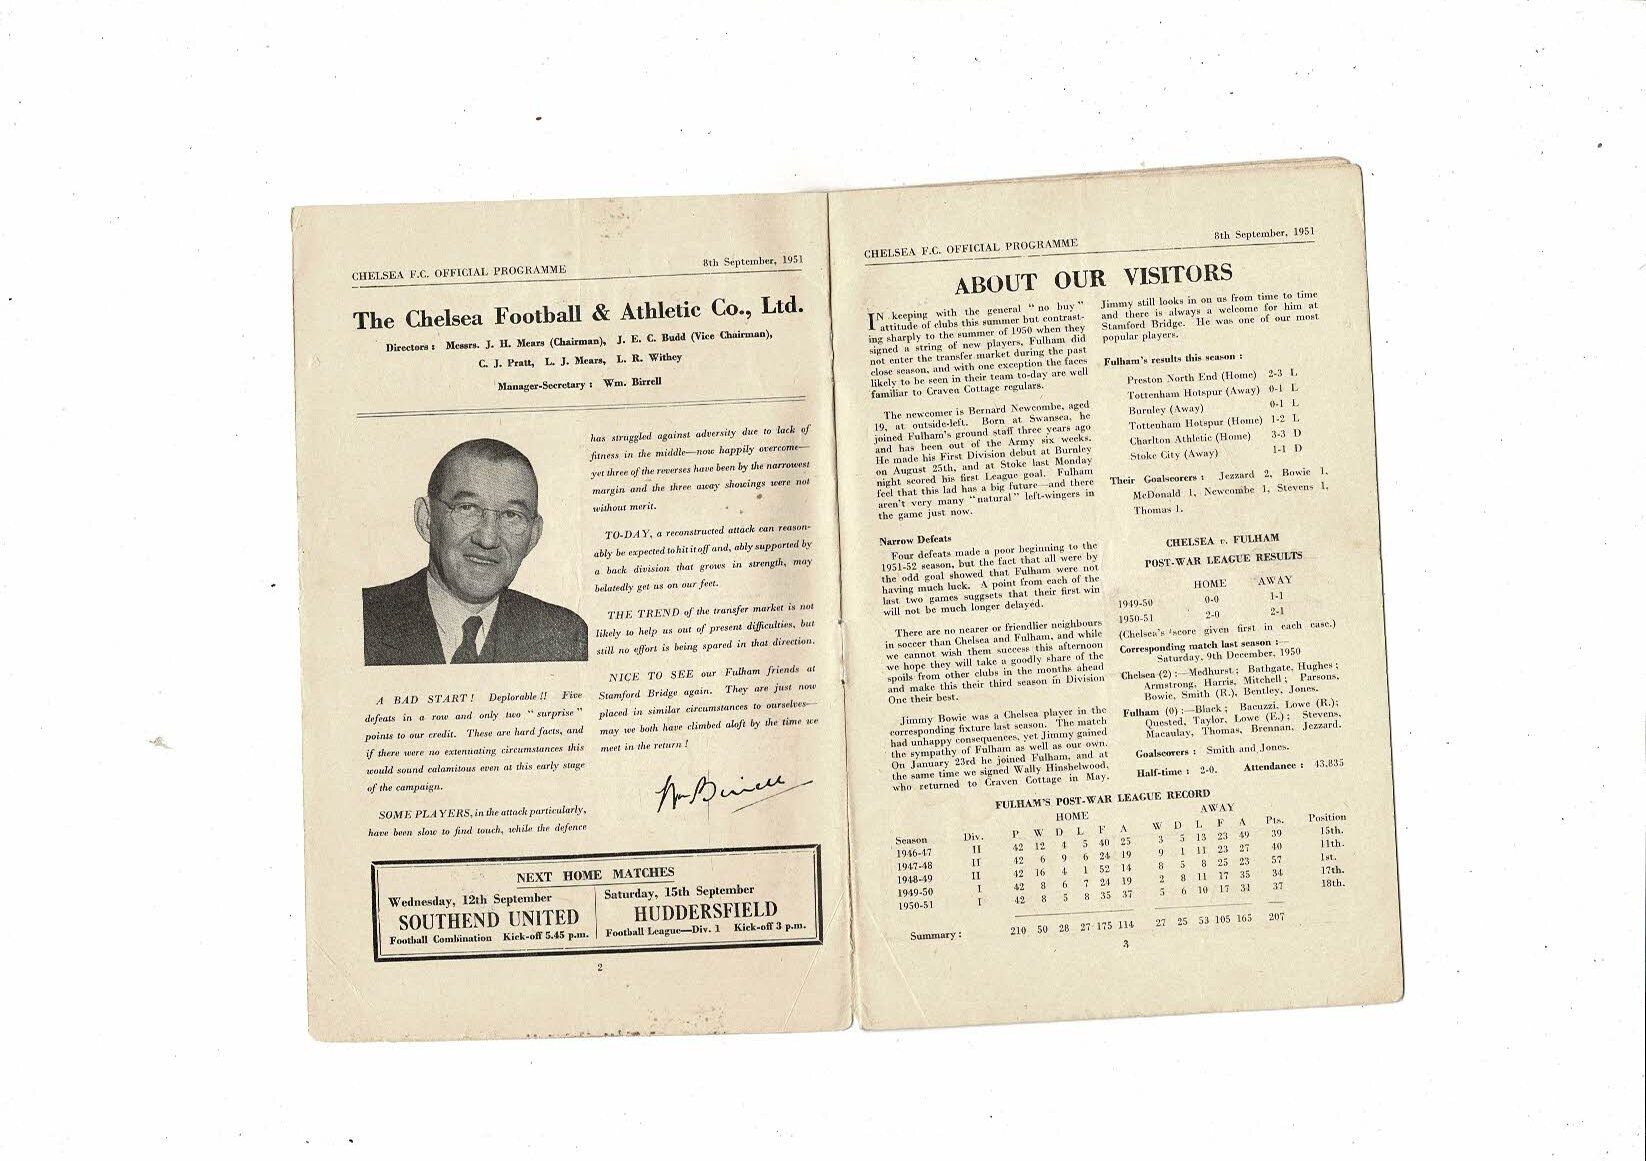 CHELSEA F.C. OFFICIAL PROGRAMME 8th September, 1951
The Chelsea Football & Athletic Co., Ltd.
Directors : Messrs. J. H. Mears (Chairman), J. E. C. Budd (Vice Chairman),
C. J. Pratt, L. J. Mears, L. R. Withey
Manager-Secretary : Wm. Birrell
A BAD START! Deplorable!! Five
defeats in a row and only two "surprise"
points to our credit. These are hard facts, and
if there were no extenuating circumstances this
would sound calamitous even at this early stage
of the campaign.
SOME PLAYERS, in the attack particularly,
have been slow to find touch, while the defence
has struggled against adversity due to lack of
fitness in the middle—now happily overcome—
yet three of the reverses have been by the narrowest
margin and the three away showings were not
without merit.
TO-DAY, a reconstructed attack can reason-
ably be expected to hit it off and, ably supported by
a back division that grows in strength, may
belatedly get us on our feet.
THE TREND of the transfer market is not
likely to help us out of present difficulties, but
still no effort is being spared in that direction.
NICE TO SEE our Fulham friends at
Stamford Bridge again. They are just now
placed in similar circumstances to ourselves—
may we both have climbed aloft by the time we
meet in the return!
Wm Birrell
NEXT HOME MATCHES
Wednesday, 12th September
SOUTHEND UNITED
Football Combination Kick-off 5.45 p.m.
Saturday, 15th September
HUDDERSFIELD
Football League—Div. 1 Kick-off 3 p.m.
2
CHELSEA F.C. OFFICIAL PROGRAMME 8th September, 1951
ABOUT OUR VISITORS
IN keeping with the general "no buy"
attitude of clubs this summer but contrast-
ing sharply to the summer of 1950 when they
signed a string of new players, Fulham did
not enter the transfer market during the past
close season, and with one exception the faces
likely to be seen in their team to-day are well
familiar to Craven Cottage regulars.
The newcomer is Bernard Newcombe, aged
19, at outside-left. Born at Swansea, he
joined Fulham's ground staff three years ago
and has been out of the Army six weeks.
He made his First Division debut at Burnley
on August 25th, and at Stoke last Monday
night scored his first League goal. Fulham
feel that this lad has a big future—and there
aren't very many "natural" left-wingers in
the game just now.
Narrow Defeats
Four defeats made a poor beginning to the
1951-52 season, but the fact that all were by
the odd goal showed that Fulham were not
having much luck. A point from each of the
last two games suggsets that their first win
will not be much longer delayed.
There are no nearer or friendlier neighbours
in soccer than Chelsea and Fulham, and while
we cannot wish them success this afternoon
we hope they will take a goodly share of the
spoils from other clubs in the months ahead
and make this their third season in Division
One their best.
Jimmy Bowie was a Chelsea player in the
corresponding fixture last season. The match
had unhappy consequences, yet Jimmy gained
the sympathy of Fulham as well as our own.
On January 23rd he joined Fulham, and at
the same time we signed Wally Hinshelwood,
who returned to Craven Cottage in May.
Jimmy still looks in on us from time to time
and there is always a welcome for him at
Stamford Bridge. He was one of our most
popular players.
Fulham's results this season :
Preston North End (Home) 2-3 L
Tottenham Hotspur (Away) 0-1 L
Burnley (Away) 0-1 L
Tottenham Hotspur (Home) 1-2 L
Charlton Athletic (Home) 3-3 D
Stoke City (Away) 1-1 D
Their Goalscorers : Jezzard 2, Bowie 1,
McDonald 1, Newcombe 1, Stevens 1,
Thomas 1.
CHELSEA v. FULHAM
POST-WAR LEAGUE RESULTS
HOME AWAY
1949-50 0-0 1-1
1950-51 2-0 2-1
(Chelsea's score given first in each case.)
Corresponding match last season :—
Saturday, 9th December, 1950
Chelsea (2) :—Medhurst; Bathgate, Hughes;
Armstrong, Harris, Mitchell; Parsons,
Bowie, Smith (R.), Bentley, Jones.
Fulham (0) :—Black; Bacuzzi, Lowe (R.);
Quested, Taylor, Lowe (E.); Stevens,
Macaulay, Thomas, Brennan, Jezzard.
Goalscorers : Smith and Jones.
Half-time : 2-0. Attendance : 43,835
FULHAM'S POST-WAR LEAGUE RECORD
HOME AWAY
Season Div. P W D L F A W D L F A Pts. Position
1946-47 II 42 12 4 5 40 25 3 5 13 23 49 39 15th.
1947-48 II 42 6 9 6 24 19 9 1 11 23 27 40 11th.
1948-49 II 42 16 4 1 52 14 8 5 8 25 23 57 1st.
1949-50 I 42 8 6 7 24 19 2 8 11 17 35 34 17th.
1950-51 I 42 8 5 8 35 37 5 6 10 17 31 37 18th.
Summary : 210 50 28 27 175 114 27 25 53 105 165 207
3